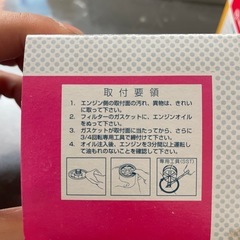 取付要領
1. エンジン側の取付面の汚れ、異物は、きれい
に取って下さい。
2. フィルターのガスケットに、エンジンオイル
をぬって下さい。
3. ガスケットが取付面に当たってから、さらに
3/4回転専用工具で締付けて下さい。
4. オイル注入後、エンジンを3分間以上運転し
て油もれのないことを確認して下さい。
専用工具(SST)